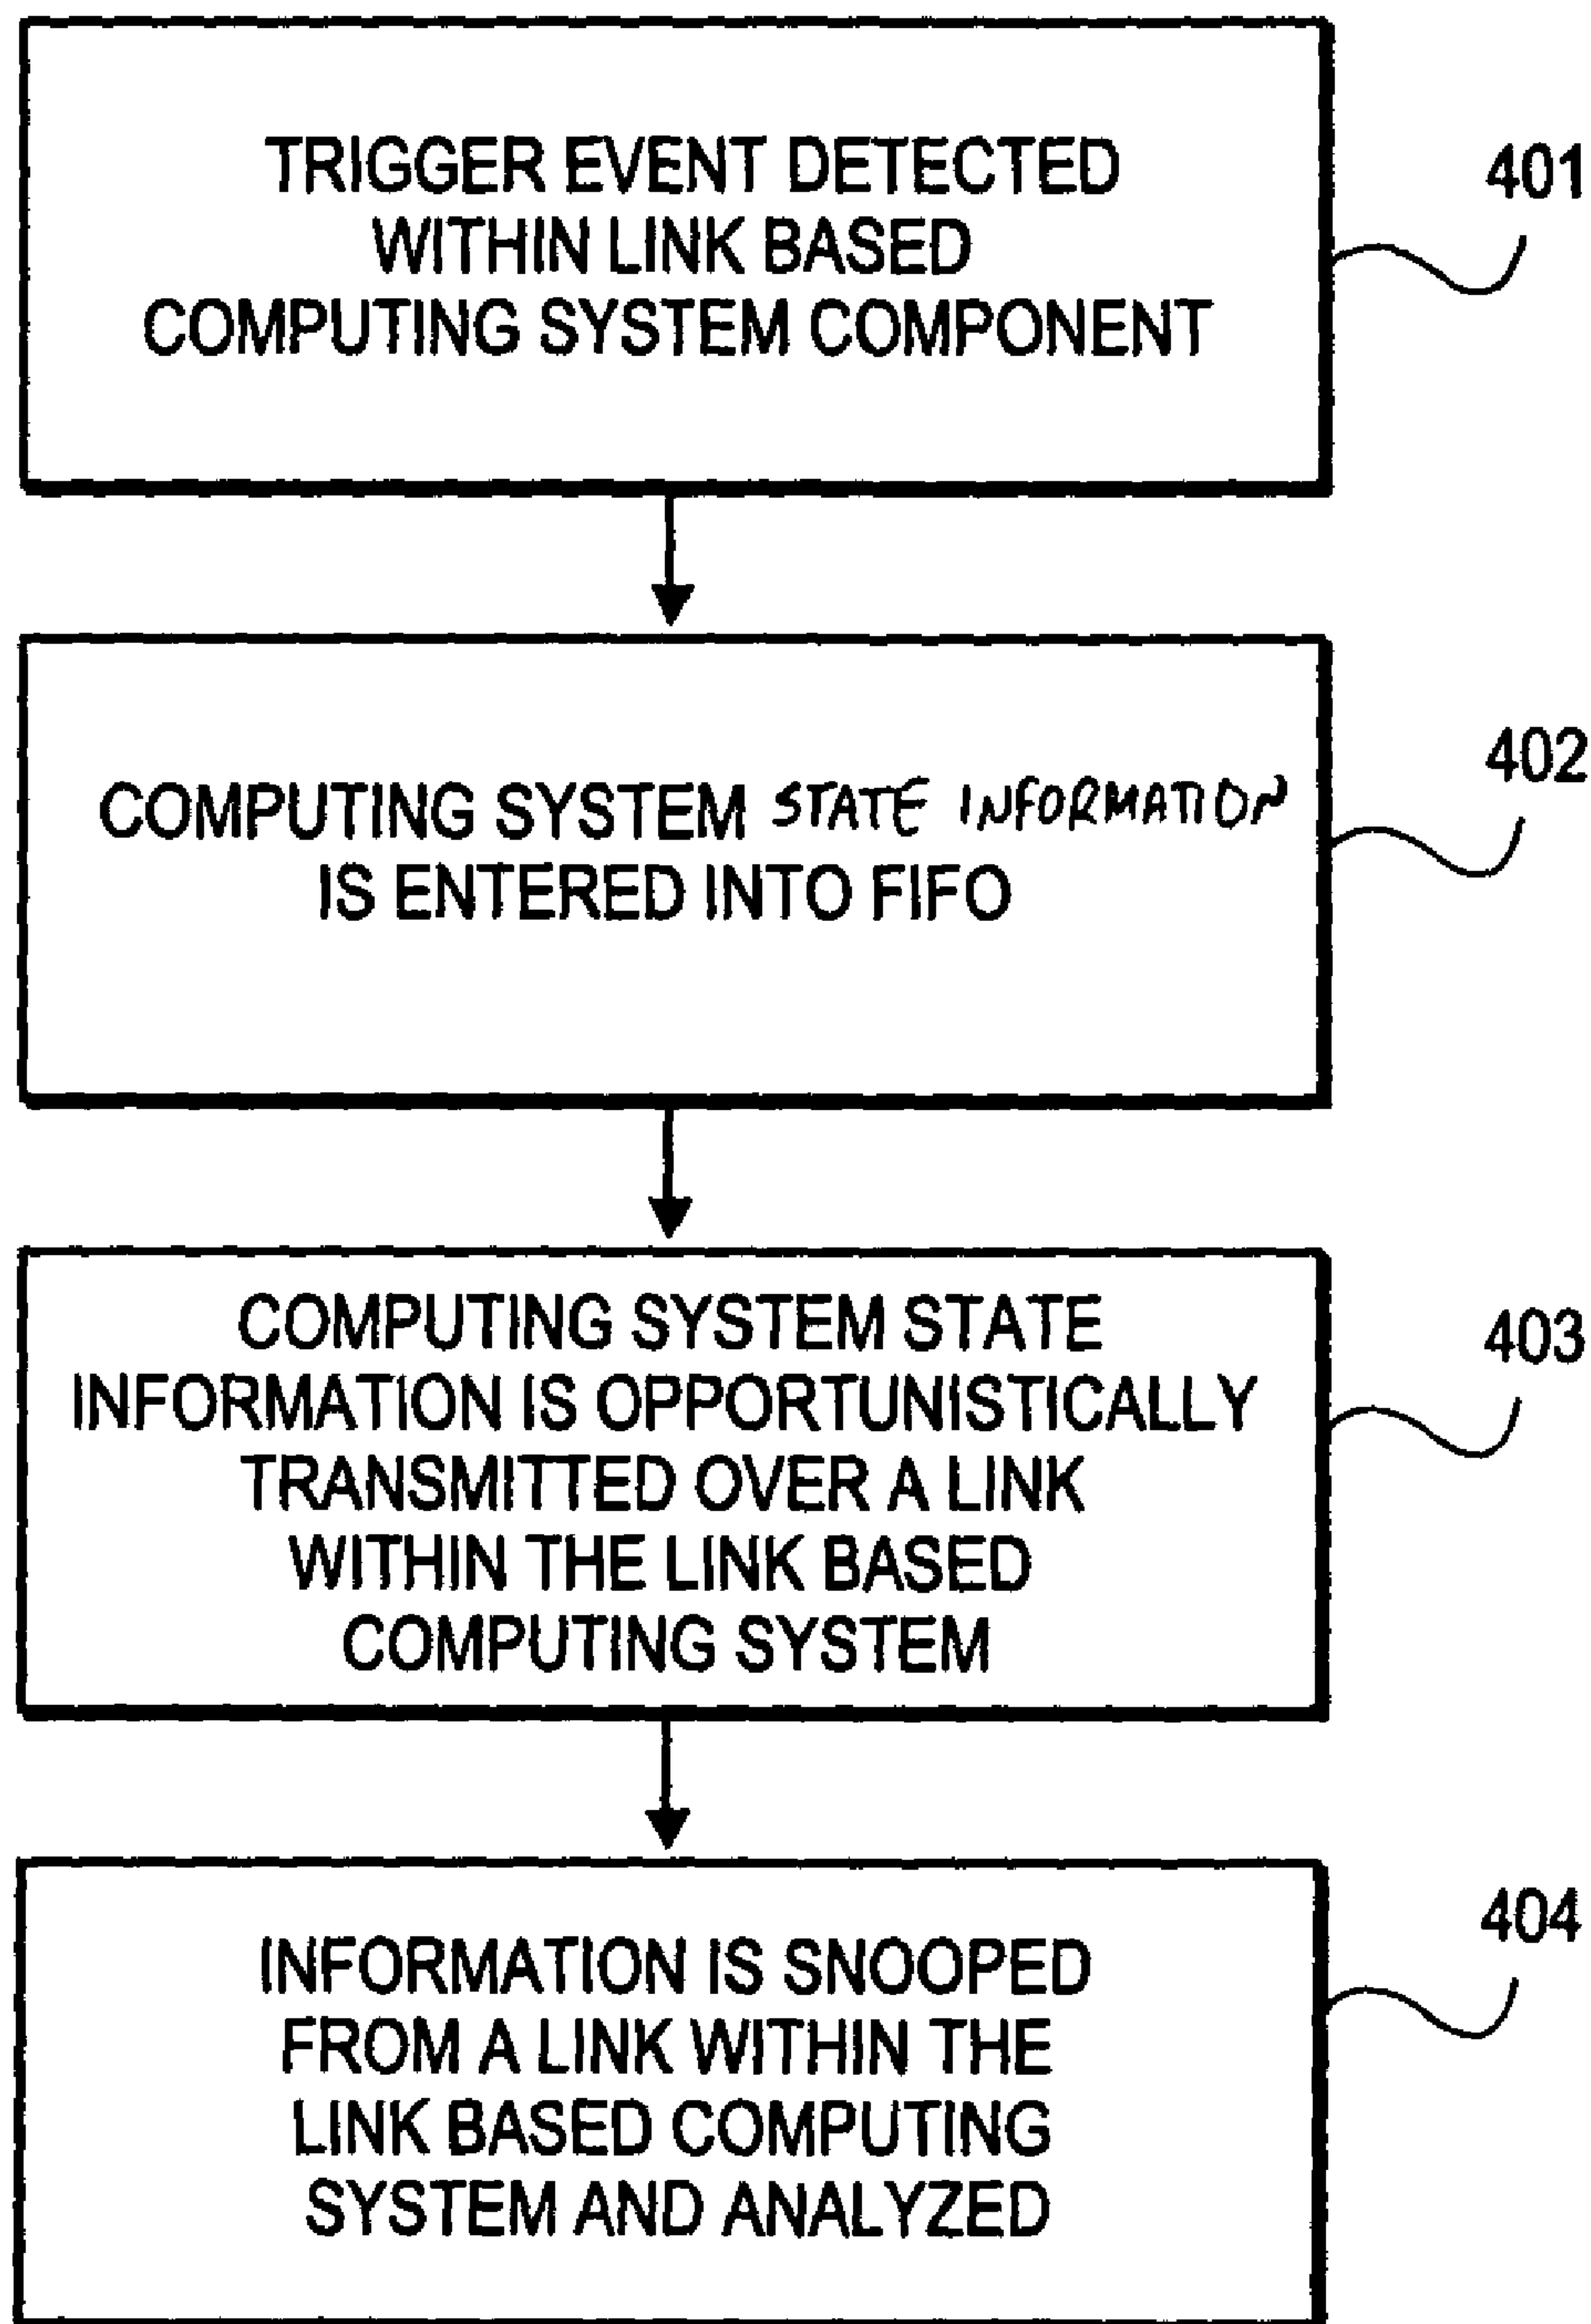 TRIGGER EVENT DETECTED
WITHIN LINK BASED
COMPUTING SYSTEM COMPONENT
401
COMPUTING SYSTEM STATE INFORMATION
IS ENTERED INTO FIFO
402
COMPUTING SYSTEM STATE
INFORMATION IS OPPORTUNISTICALLY
TRANSMITTED OVER A LINK
WITHIN THE LINK BASED
COMPUTING SYSTEM
403
INFORMATION IS SNOOPED
FROM A LINK WITHIN THE
LINK BASED COMPUTING
SYSTEM AND ANALYZED
404